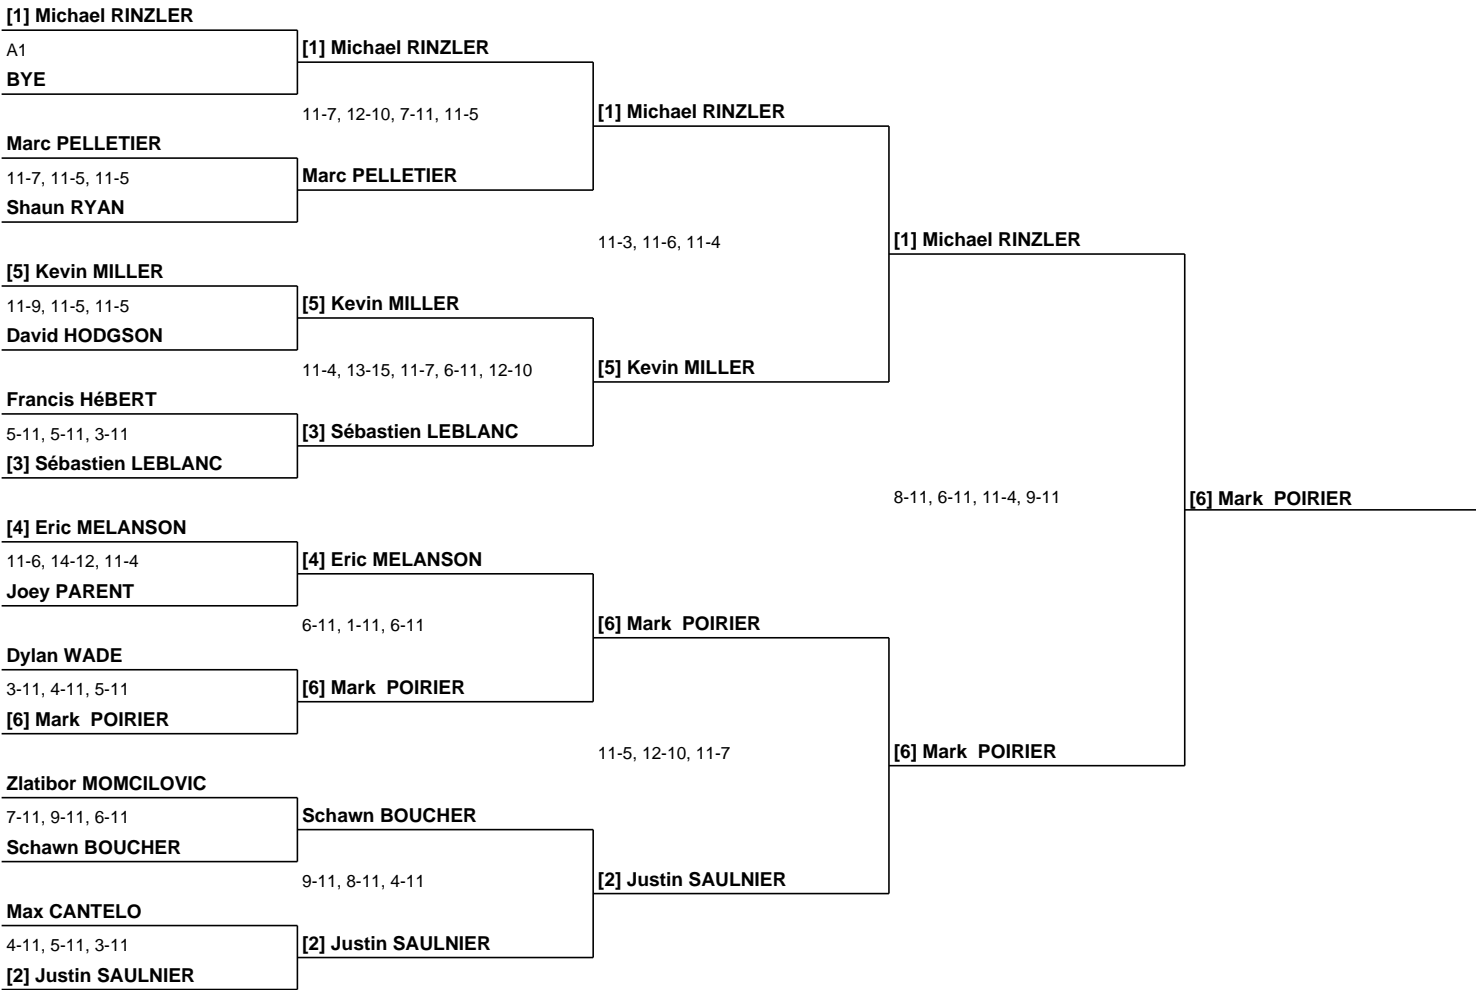 [1] Michael RINZLER
A1
BYE
[1] Michael RINZLER
11-7, 12-10, 7-11, 11-5
[1] Michael RINZLER
Marc PELLETIER
11-7, 11-5, 11-5
Shaun RYAN
Marc PELLETIER
11-3, 11-6, 11-4
[1] Michael RINZLER
[5] Kevin MILLER
11-9, 11-5, 11-5
David HODGSON
[5] Kevin MILLER
11-4, 13-15, 11-7, 6-11, 12-10
[5] Kevin MILLER
Francis HéBERT
5-11, 5-11, 3-11
[3] Sébastien LEBLANC
[3] Sébastien LEBLANC
8-11, 6-11, 11-4, 9-11
[6] Mark  POIRIER
[4] Eric MELANSON
11-6, 14-12, 11-4
Joey PARENT
[4] Eric MELANSON
6-11, 1-11, 6-11
[6] Mark  POIRIER
Dylan WADE
3-11, 4-11, 5-11
[6] Mark  POIRIER
[6] Mark  POIRIER
11-5, 12-10, 11-7
[6] Mark  POIRIER
Zlatibor MOMCILOVIC
7-11, 9-11, 6-11
Schawn BOUCHER
Schawn BOUCHER
9-11, 8-11, 4-11
[2] Justin SAULNIER
Max CANTELO
4-11, 5-11, 3-11
[2] Justin SAULNIER
[2] Justin SAULNIER